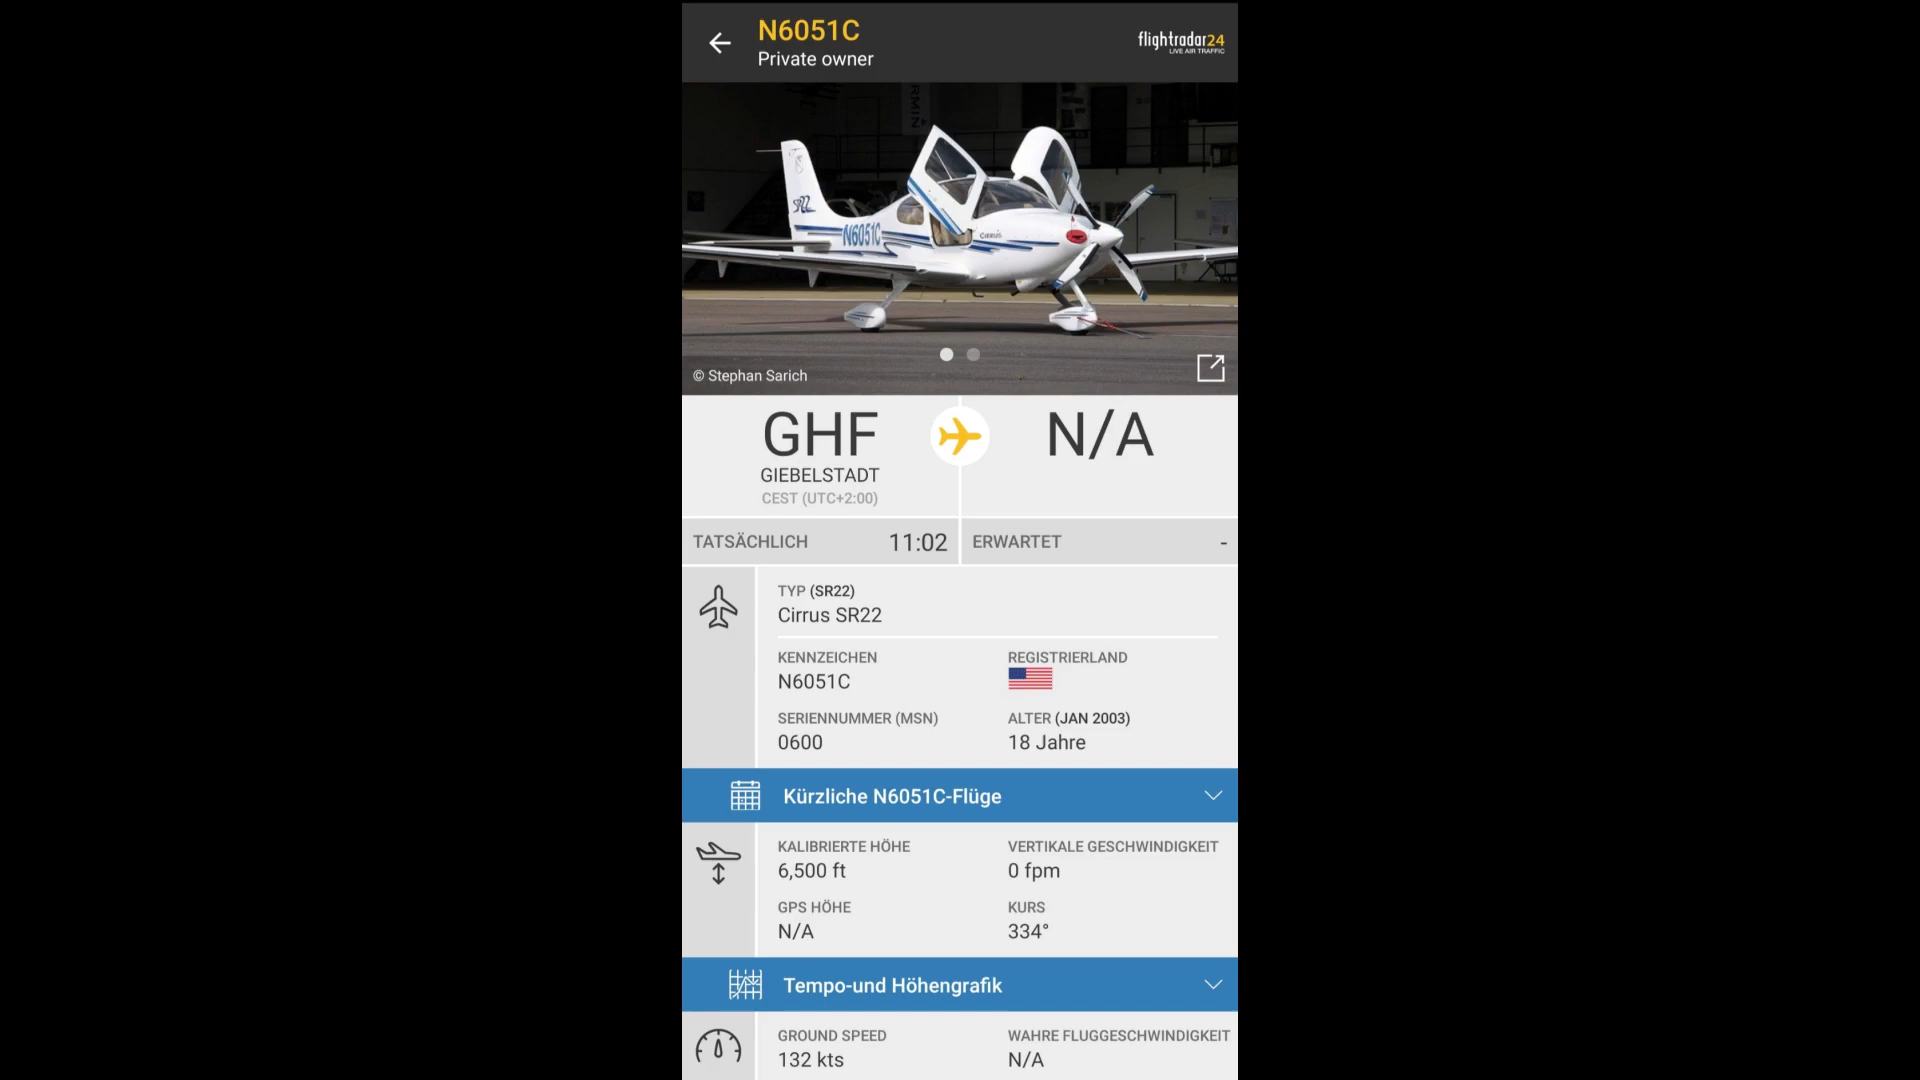 N6051C
Private owner
flightradar24
LIVE AIR TRAFFIC
RMIN
SR22
N6051C
CIRRUS
© Stephan Sarich
GHF
N/A
GIEBELSTADT
CEST (UTC+2:00)
TATSÄCHLICH 11:02
ERWARTET -
TYP (SR22)
Cirrus SR22
KENNZEICHEN REGISTRIERLAND
N6051C
SERIENNUMMER (MSN) ALTER (JAN 2003)
0600 18 Jahre
Kürzliche N6051C-Flüge
KALIBRIERTE HÖHE VERTIKALE GESCHWINDIGKEIT
6,500 ft 0 fpm
GPS HÖHE KURS
N/A 334°
Tempo-und Höhengrafik
GROUND SPEED WAHRE FLUGGESCHWINDIGKEIT
132 kts N/A